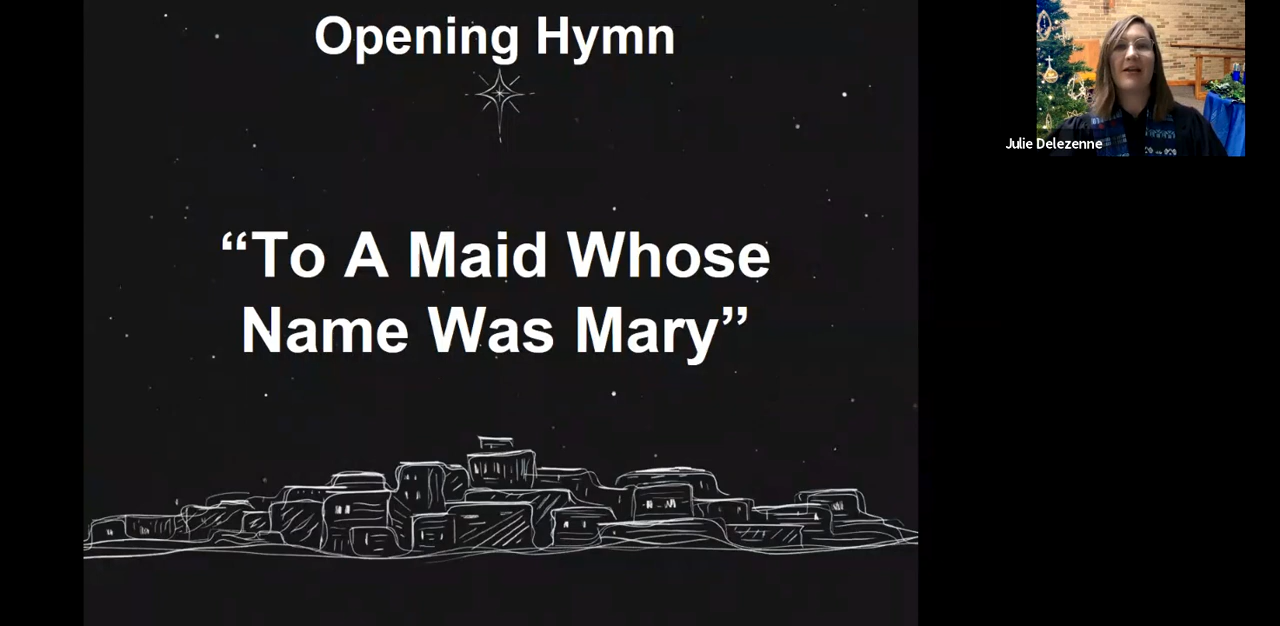 Opening Hymn
“To A Maid Whose
Name Was Mary”
Julie Delezenne